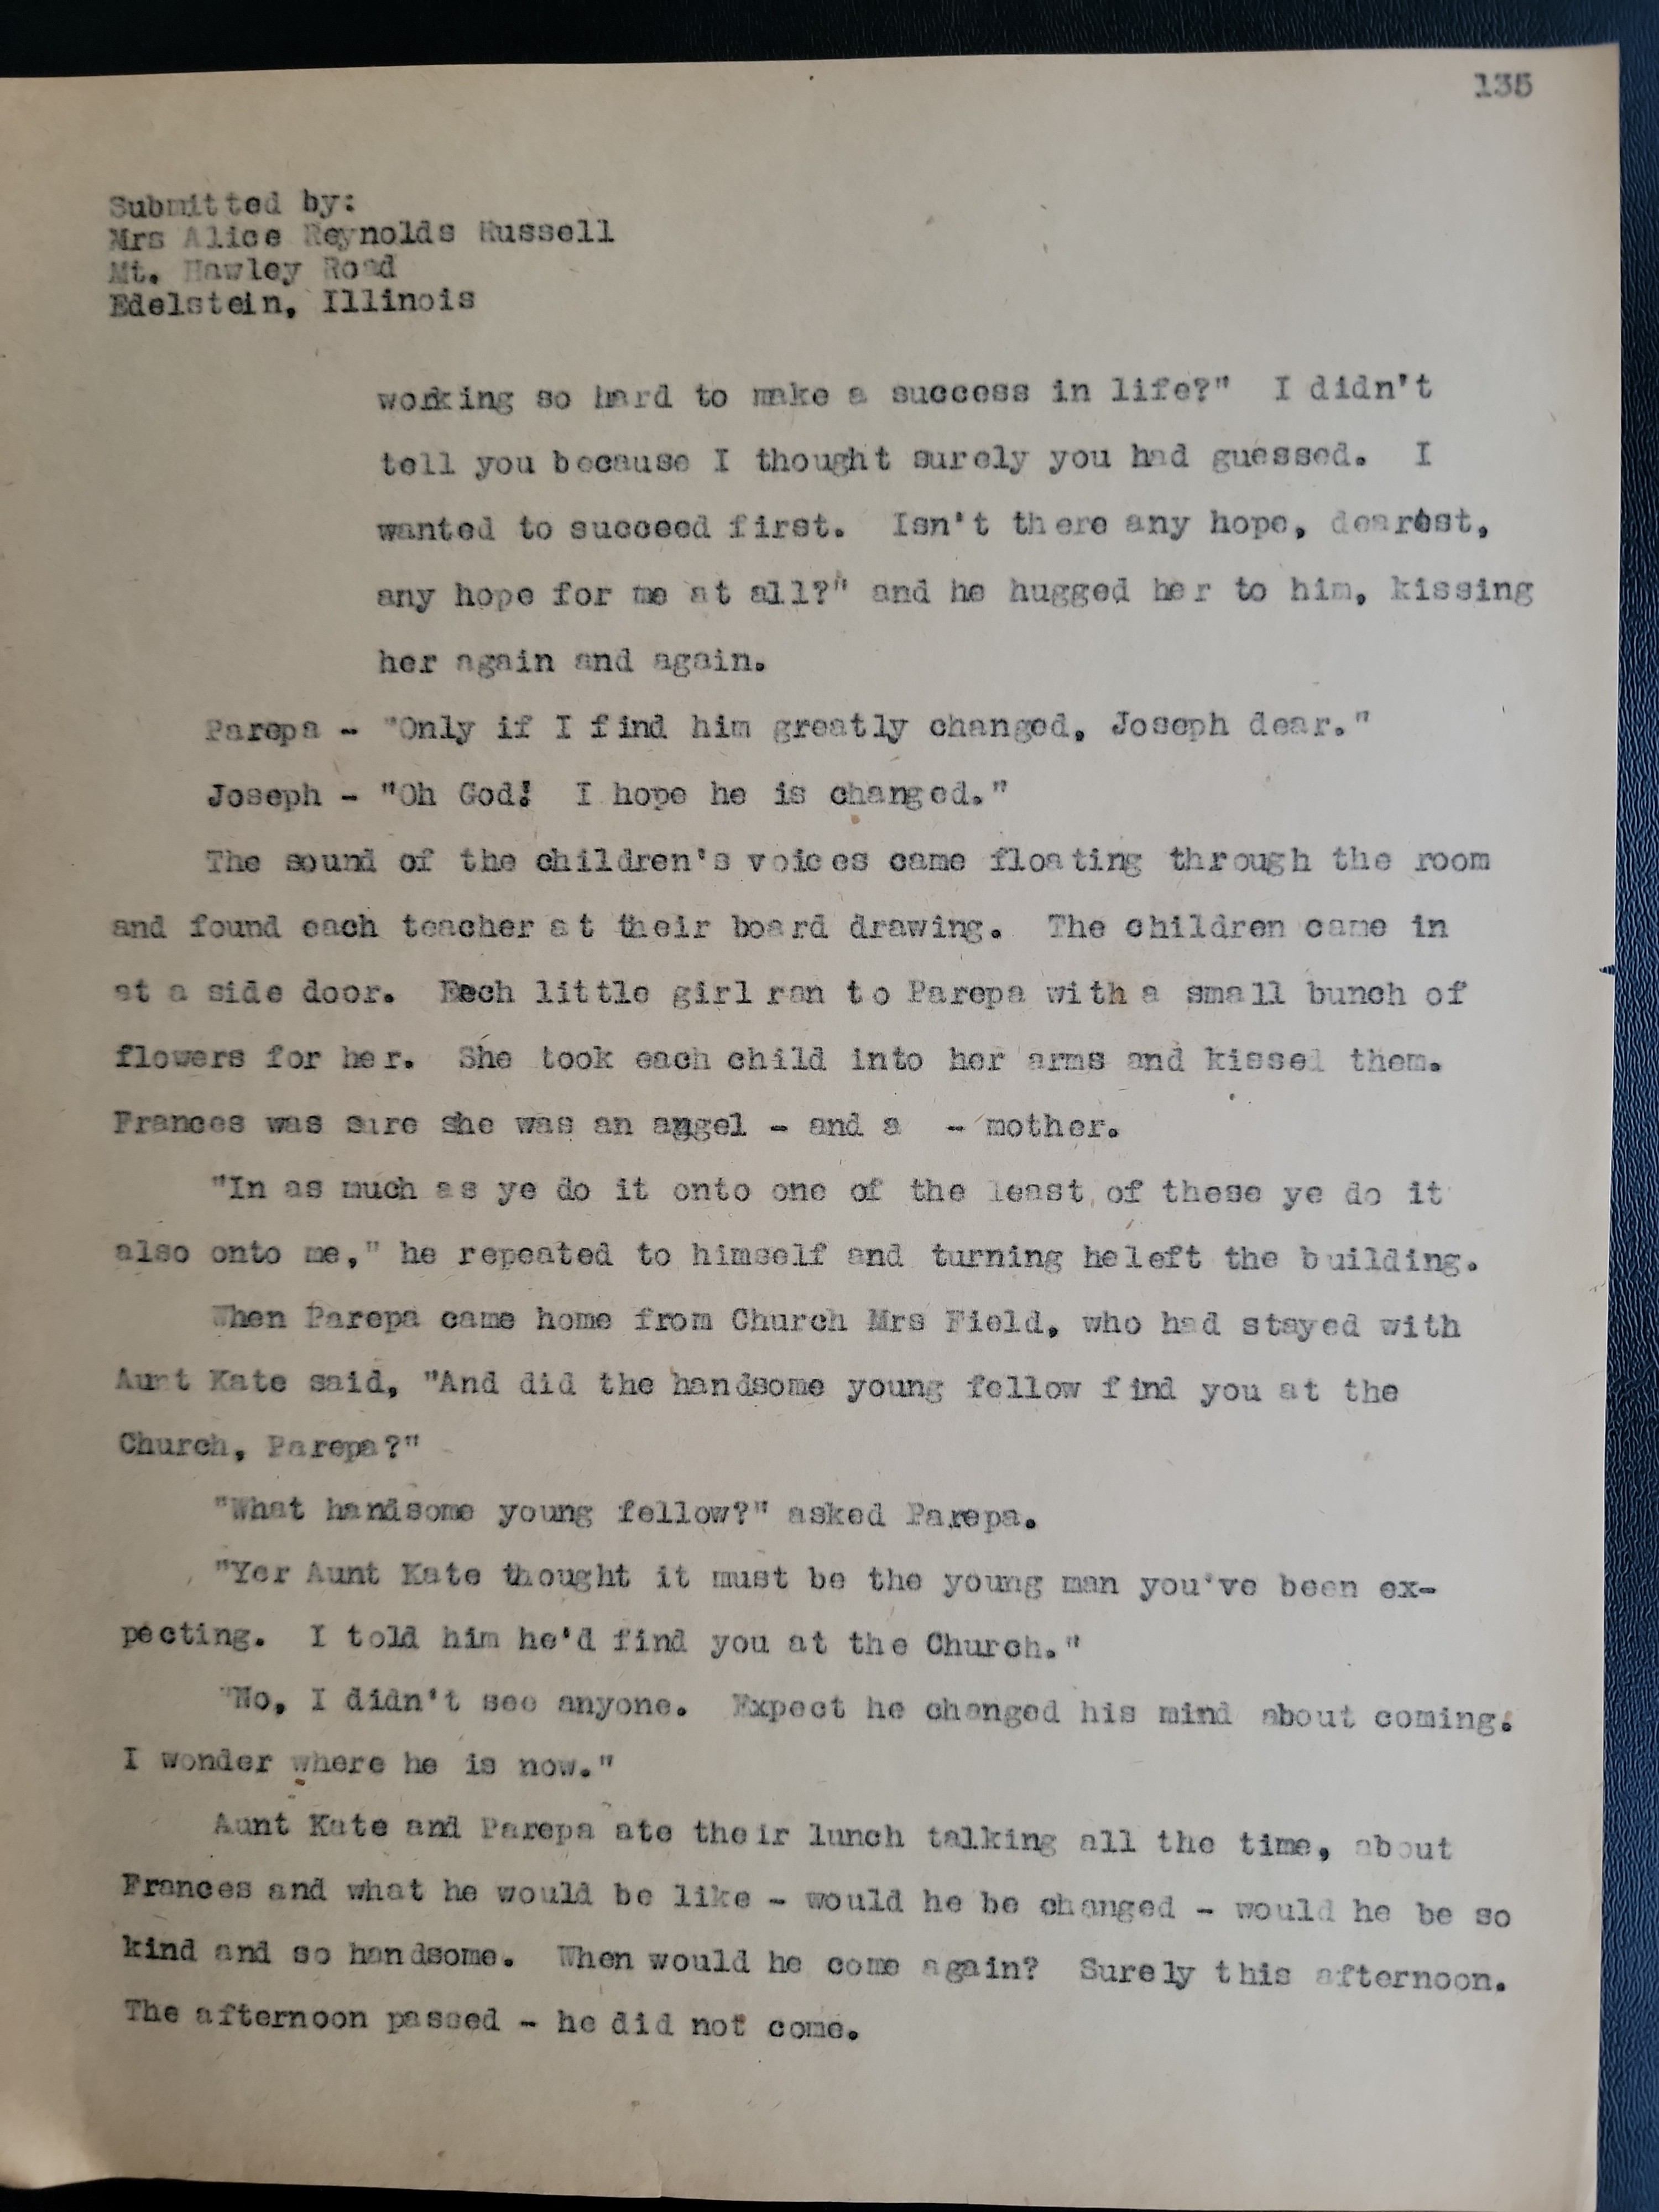 135
Submitted by:
Mrs Alice Reynolds Russell
Mt. Hawley Road
Edelstein, Illinois
working so hard to make a success in life?" I didn't
tell you because I thought surely you had guessed. I
wanted to succeed first. Isn't there any hope, dearest,
any hope for me at all?" and he hugged her to him, kissing
her again and again.
Parepa - "Only if I find him greatly changed, Joseph dear."
Joseph - "Oh God! I hope he is changed."
The sound of the children's voices came floating through the room
and found each teacher at their board drawing. The children came in
at a side door. Each little girl ran to Parepa with a small bunch of
flowers for her. She took each child into her arms and kissed them.
Frances was sure she was an angel - and a - mother.
"In as much as ye do it onto one of the least of these ye do it
also onto me," he repeated to himself and turning he left the building.
When Parepa came home from Church Mrs Field, who had stayed with
Aunt Kate said, "And did the handsome young fellow find you at the
Church, Parepa?"
"What handsome young fellow?" asked Parepa.
"Yer Aunt Kate thought it must be the young man you've been ex-
pecting. I told him he'd find you at the Church."
"No, I didn't see anyone. Expect he changed his mind about coming.
I wonder where he is now."
Aunt Kate and Parepa ate their lunch talking all the time, about
Frances and what he would be like - would he be changed - would he be so
kind and so handsome. When would he come again? Surely this afternoon.
The afternoon passed - he did not come.